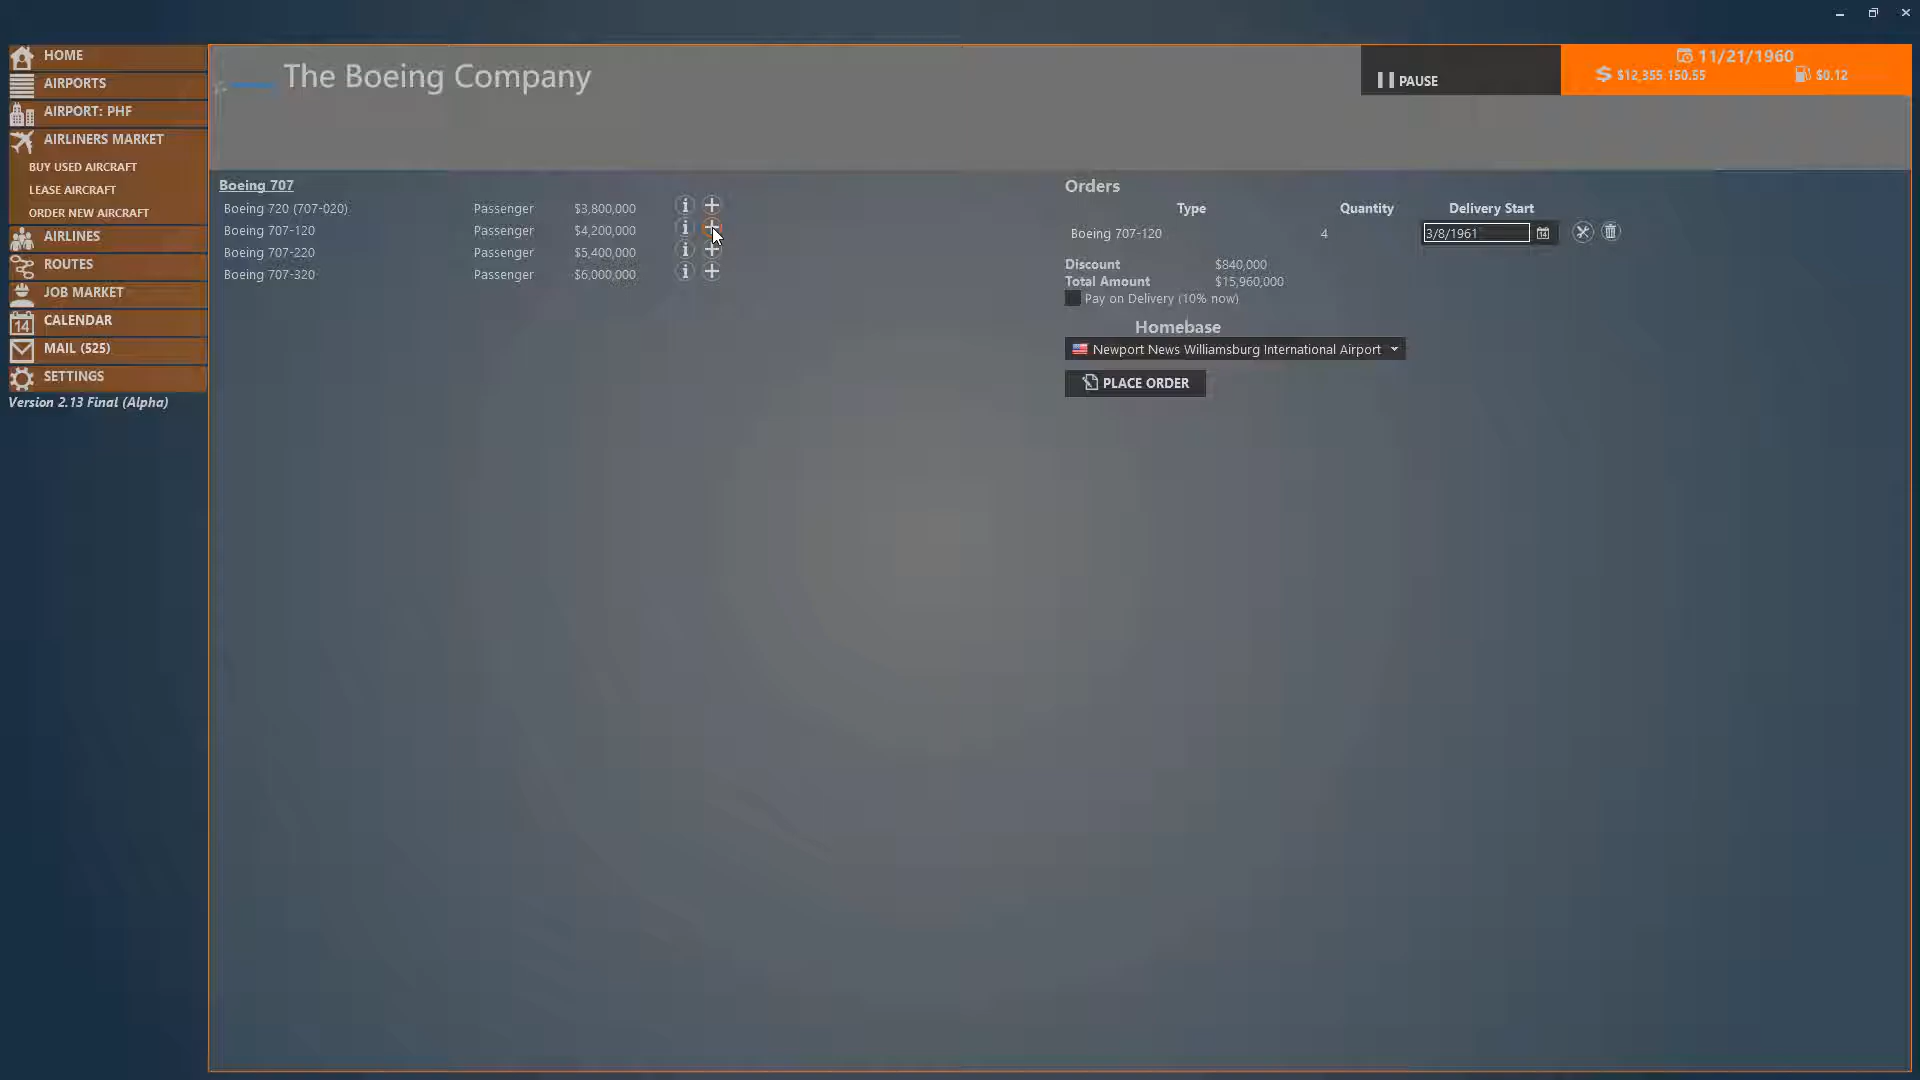 HOME
AIRPORTS
AIRPORT: PHF
AIRLINERS MARKET
BUY USED AIRCRAFT
LEASE AIRCRAFT
ORDER NEW AIRCRAFT
AIRLINES
ROUTES
JOB MARKET
14 CALENDAR
MAIL (525)
SETTINGS
Version 2.13 Final (Alpha)
The Boeing Company
PAUSE
11/21/1960
$12,355 150.55 $0.12
Boeing 707
Boeing 720 (707-020) Passenger $3,800,000
Boeing 707-120 Passenger $4,200,000
Boeing 707-220 Passenger $5,400,000
Boeing 707-320 Passenger $6,000,000
Orders
Type Quantity Delivery Start
Boeing 707-120 4 3/8/1961 14
Discount $840,000
Total Amount $15,960,000
Pay on Delivery (10% now)
Homebase
Newport News Williamsburg International Airport
PLACE ORDER